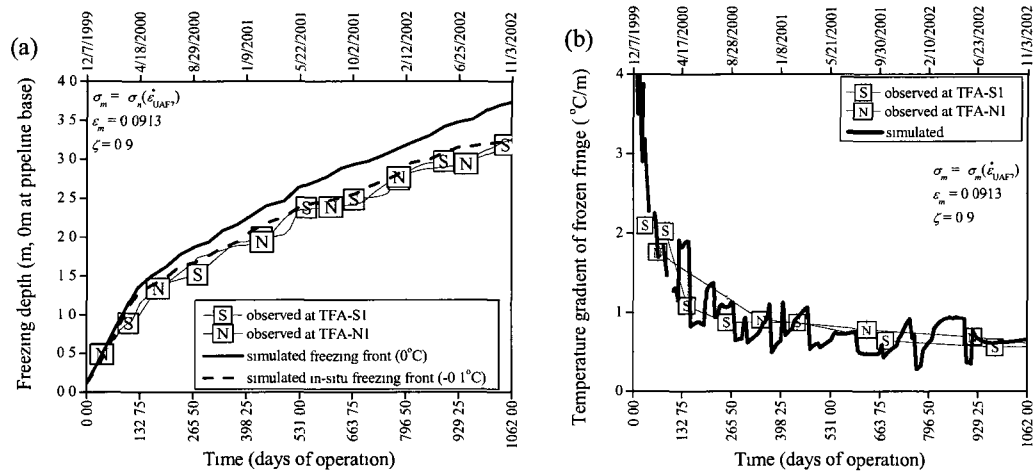 (a)
12/7/1999
4/18/2000
8/29/2000
1/9/2001
5/22/2001
10/2/2001
2/12/2002
6/25/2002
11/3/2002
Freezing depth (m, 0m at pipeline base)
4 0
3 5
3 0
2 5
2 0
1 5
1 0
0 5
0 0
σm = σn(ε̇UAF,)
εm = 0 0913
ζ = 0 9
S observed at TFA-S1
N observed at TFA-N1
simulated freezing front (0°C)
simulated in-situ freezing front (-0 1°C)
0 00
132.75
265.50
398.25
531.00
663.75
796.50
929.25
1062.00
Time (days of operation)
(b)
12/7/1999
4/17/2000
8/28/2000
1/8/2001
5/21/2001
9/30/2001
2/10/2002
6/23/2002
11/3/2002
Temperature gradient of frozen fringe (°C/m)
4
3
2
1
0
S observed at TFA-S1
N observed at TFA-N1
simulated
σm = σm(ε̇UAF,)
εm = 0 0913
ζ = 0 9
0.00
132.75
265 50
398.25
531.00
663.75
796.50
929.25
1062.00
Time (days of operation)